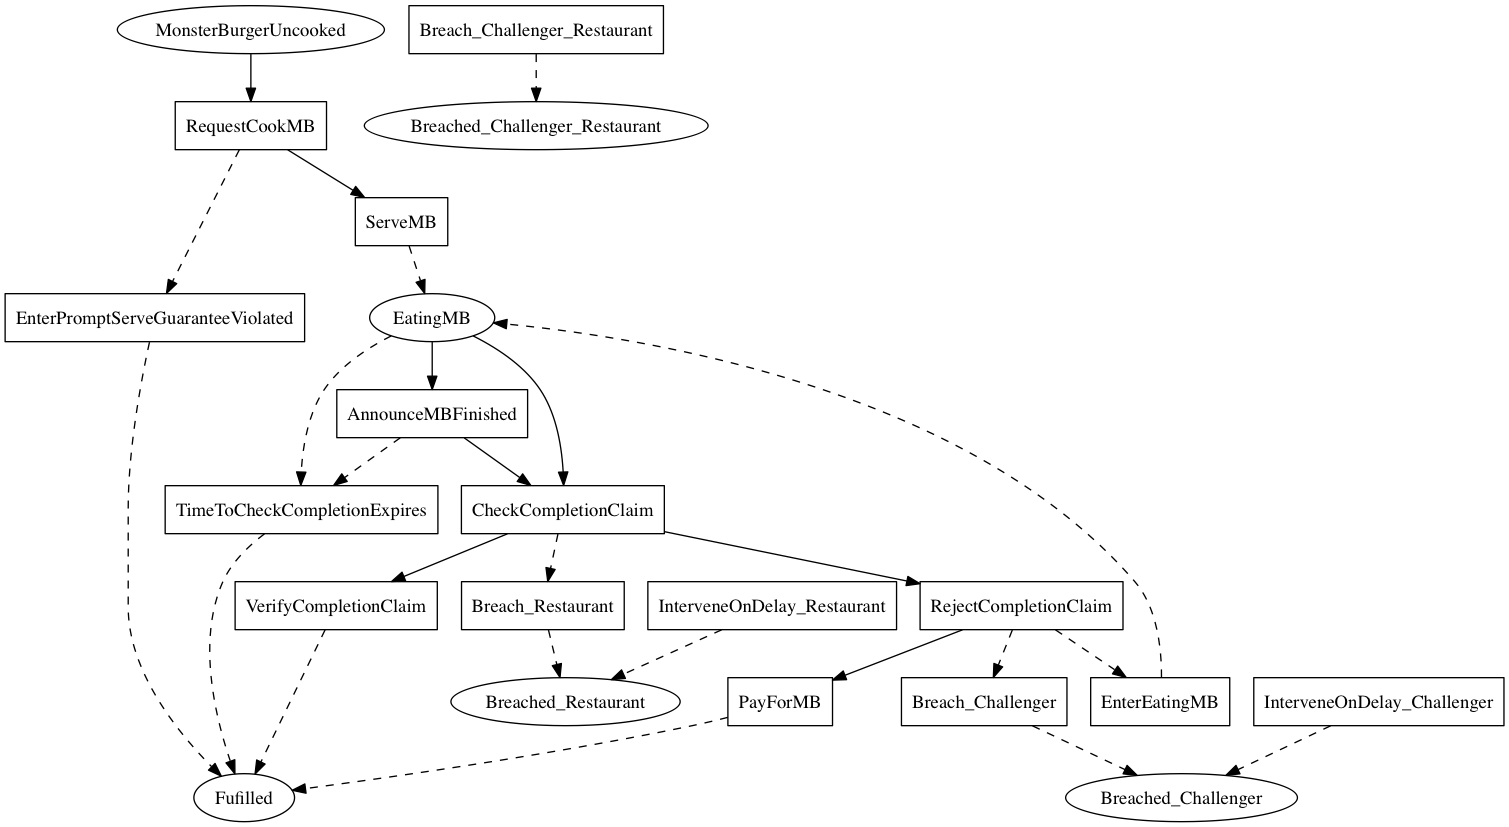 MonsterBurgerUncooked
Breach_Challenger_Restaurant
RequestCookMB
Breached_Challenger_Restaurant
ServeMB
EnterPromptServeGuaranteeViolated
EatingMB
AnnounceMBFinished
TimeToCheckCompletionExpires
CheckCompletionClaim
VerifyCompletionClaim
Breach_Restaurant
InterveneOnDelay_Restaurant
RejectCompletionClaim
Breached_Restaurant
PayForMB
Breach_Challenger
EnterEatingMB
InterveneOnDelay_Challenger
Fufilled
Breached_Challenger